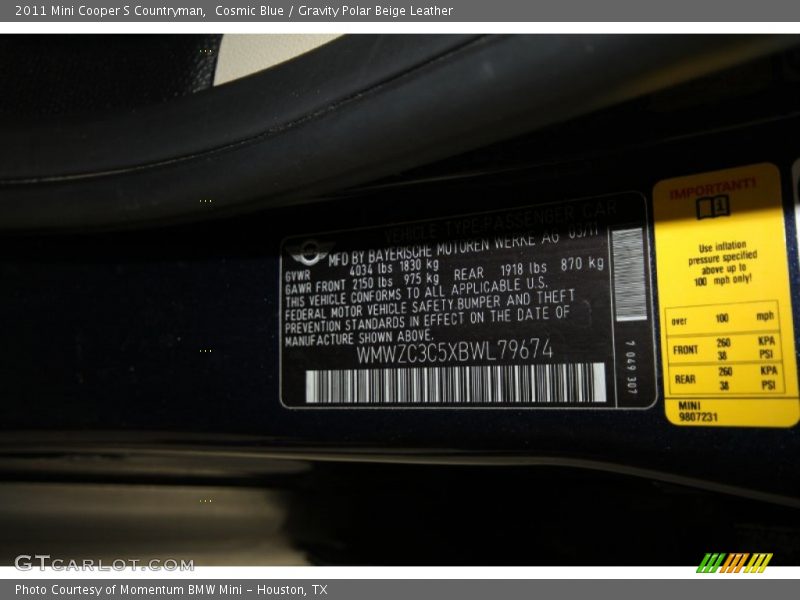 2011 Mini Cooper S Countryman,  Cosmic Blue / Gravity Polar Beige Leather
VEHICLE TYPE:PASSENGER CAR
MFD BY BAYERISCHE MOTOREN WERKE AG 03/11
GVWR 4034 lbs 1830 kg
GAWR FRONT 2150 lbs 975 kg REAR 1918 lbs 870 kg
THIS VEHICLE CONFORMS TO ALL APPLICABLE U.S.
FEDERAL MOTOR VEHICLE SAFETY,BUMPER AND THEFT
PREVENTION STANDARDS IN EFFECT ON THE DATE OF
MANUFACTURE SHOWN ABOVE.
WMWZC3C5XBWL79674
7 049 307
IMPORTANT!
Use inflation
pressure specified
above up to
100 mph only!
over 100 mph
FRONT 260 KPA
38 PSI
REAR 260 KPA
38 PSI
MINI
9807231
GTCARLOT.COM
Photo Courtesy of Momentum BMW Mini - Houston, TX